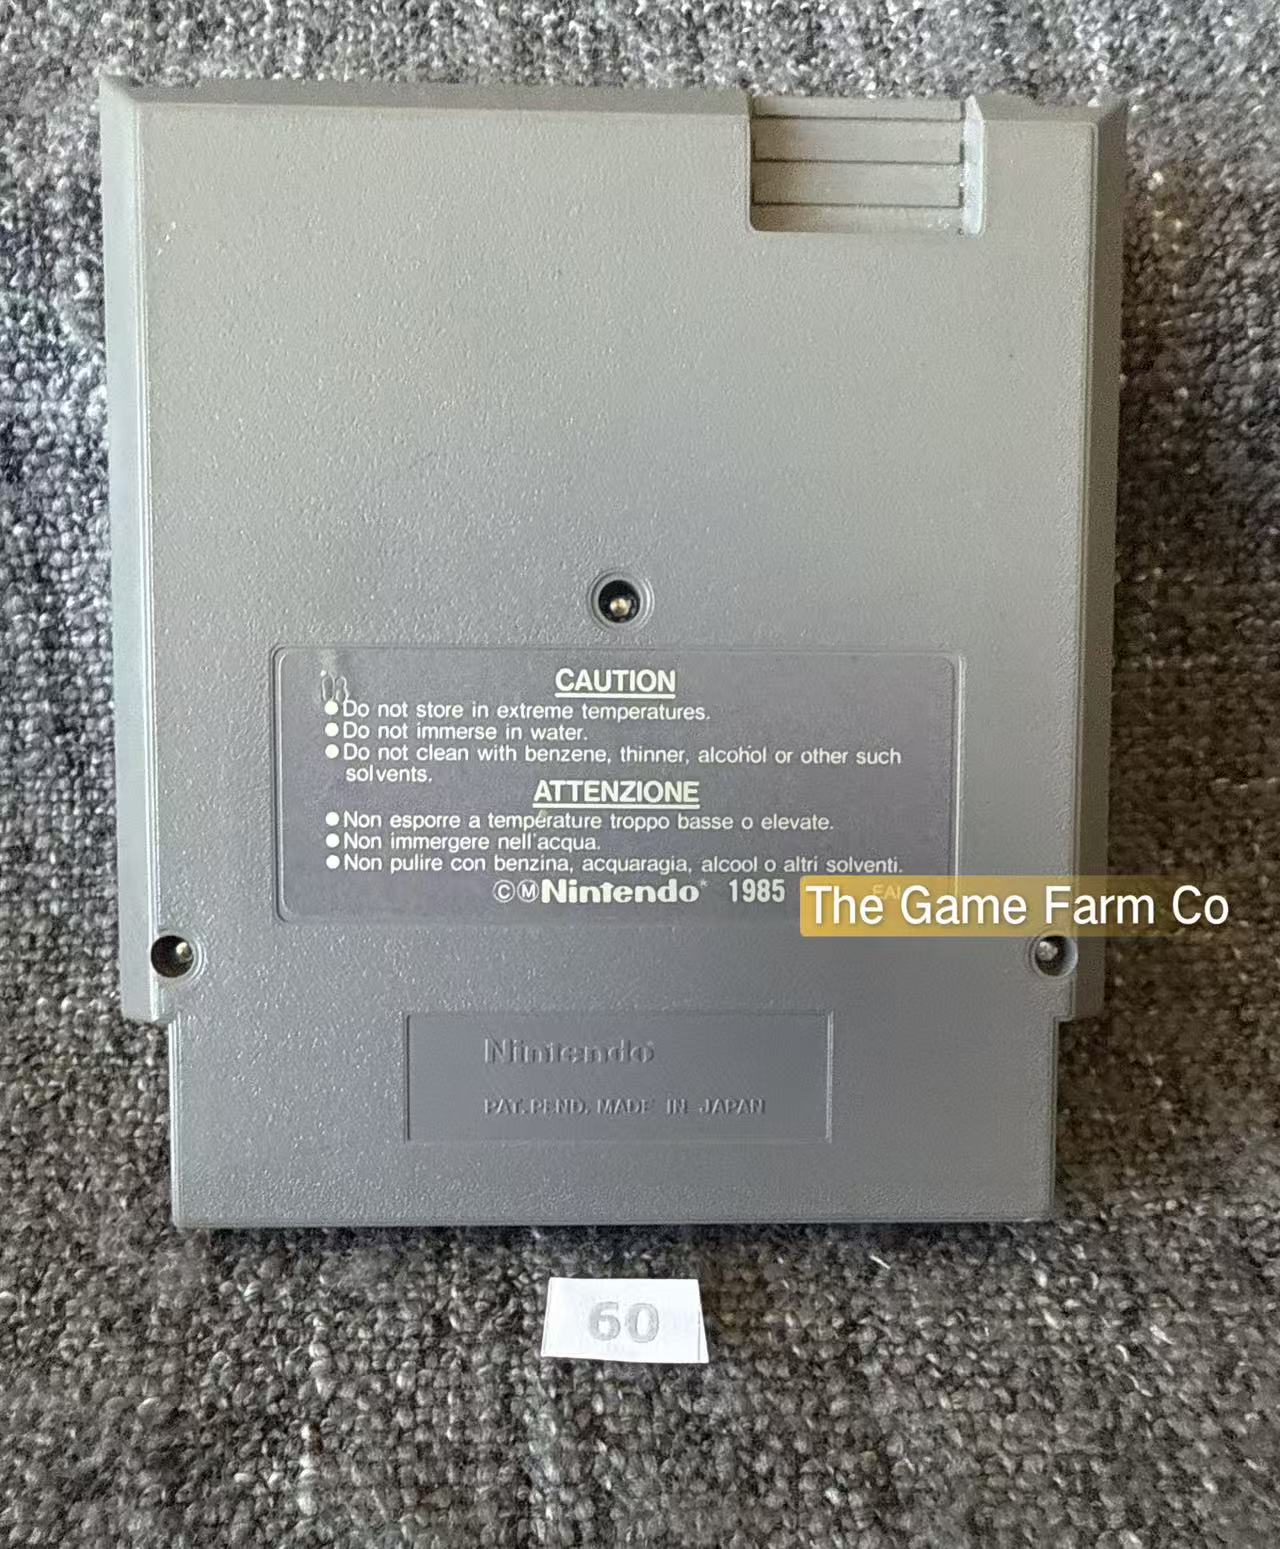 CAUTION
●Do not store in extreme temperatures.
●Do not immerse in water.
●Do not clean with benzene, thinner, alcohol or other such
solvents.
ATTENZIONE
●Non esporre a temperature troppo basse o elevate.
●Non immergere nell'acqua.
●Non pulire con benzina, acquaragia, alcool o altri solventi.
©ⓂNintendo® 1985
The Game Farm Co
Nintendo®
PAT. PEND. MADE IN JAPAN
60